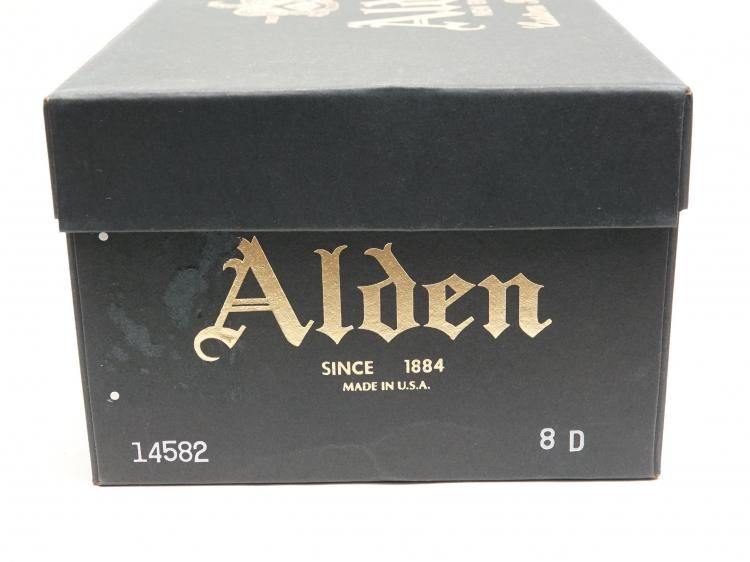 Alden
SINCE 1884
MADE IN U.S.A.
14582
8 D